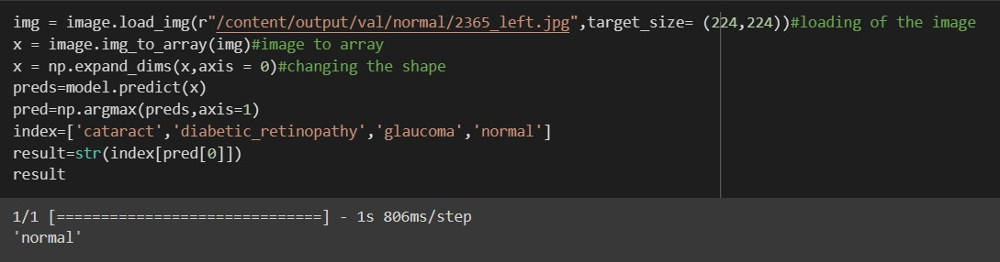 img = image.load_img(r"/content/output/val/normal/2365_left.jpg",target_size= (224,224))#loading of the image
x = image.img_to_array(img)#image to array
x = np.expand_dims(x,axis = 0)#changing the shape
preds=model.predict(x)
pred=np.argmax(preds,axis=1)
index=['cataract','diabetic_retinopathy','glaucoma','normal']
result=str(index[pred[0]])
result
1/1 [==============================] - 1s 806ms/step
'normal'